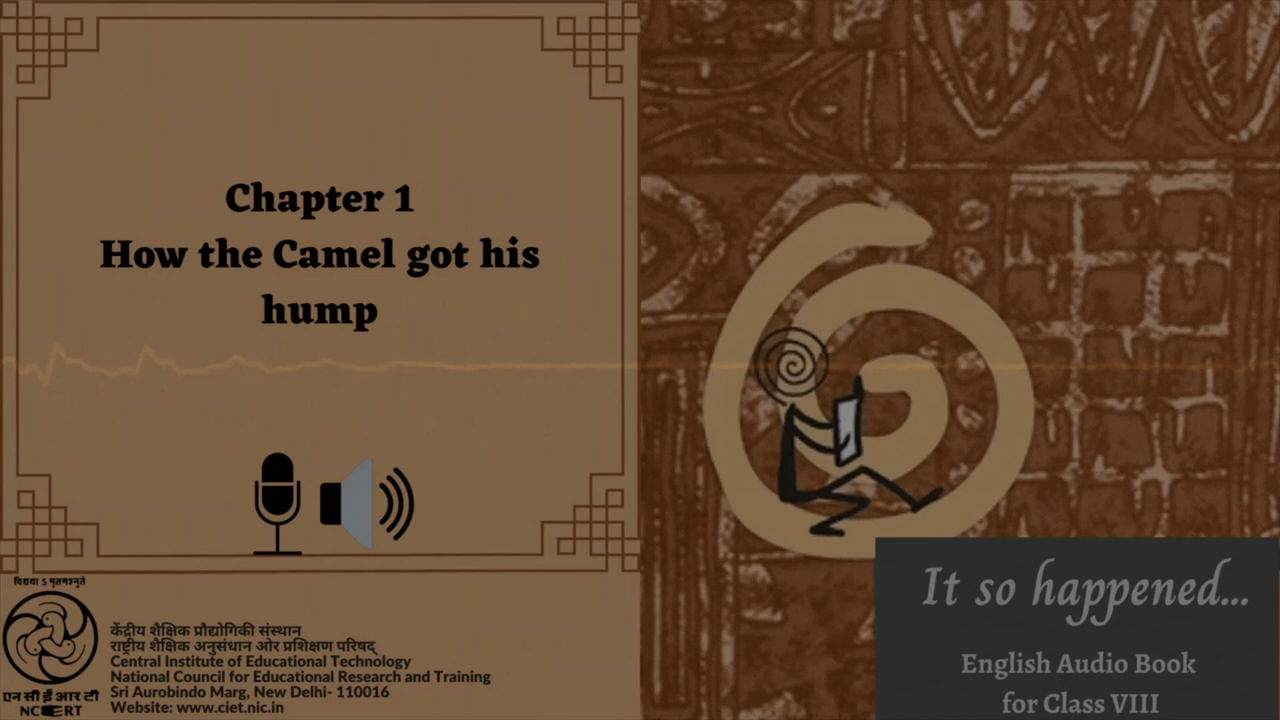 Chapter 1
How the Camel got his
hump
विद्यया ऽ मृतमश्नुते
एन सी ई आर टी
NCERT
केंद्रीय शैक्षिक प्रौद्योगिकी संस्थान
राष्ट्रीय शैक्षिक अनुसंधान ओर प्रशिक्षण परिषद्
Central Institute of Educational Technology
National Council for Educational Research and Training
Sri Aurobindo Marg, New Delhi- 110016
Website: www.ciet.nic.in
It so happened...
English Audio Book
for Class VIII